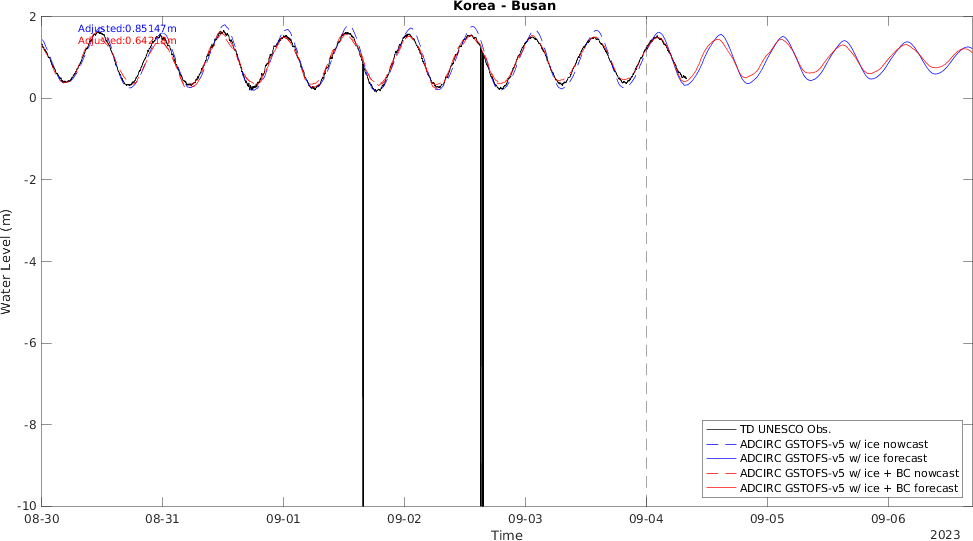 Korea - Busan
Adjusted:0.85147m
2
0
-2
-4
-6
-8
-10
Water Level (m)
08-30
08-31
09-01
09-02
09-03
09-04
09-05
09-06
Time
2023
TD UNESCO Obs.
ADCIRC GSTOFS-v5 w/ ice nowcast
ADCIRC GSTOFS-v5 w/ ice forecast
ADCIRC GSTOFS-v5 w/ ice + BC nowcast
ADCIRC GSTOFS-v5 w/ ice + BC forecast